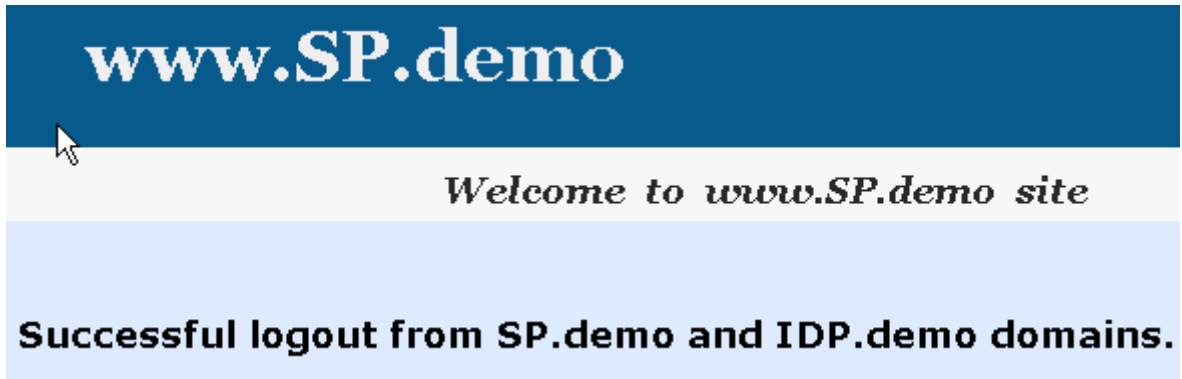 www.SP.demo
Welcome to www.SP.demo site
Successful logout from SP.demo and IDP.demo domains.